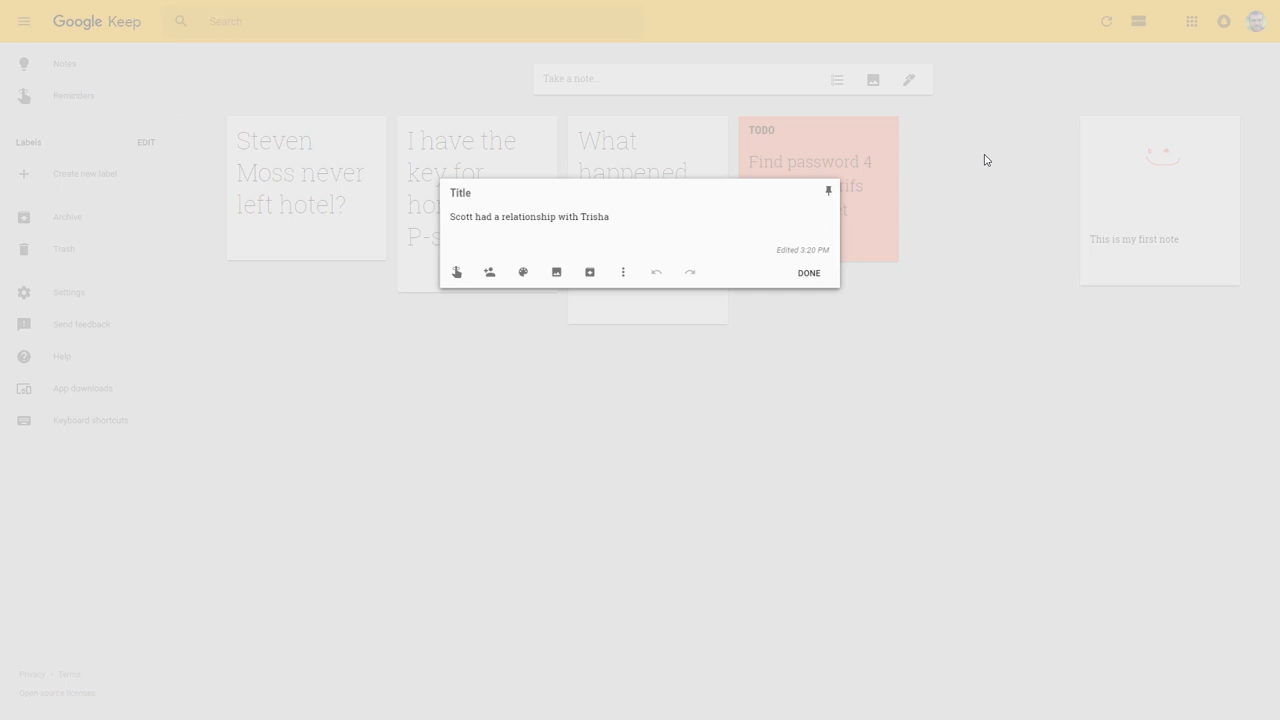 Google Keep
Search
Notes
Reminders
Labels
EDIT
Create new label
Archive
Trash
Settings
Send feedback
Help
App downloads
Keyboard shortcuts
Privacy · Terms
Open-source licenses
Take a note...
Steven
Moss never
left hotel?
I have the
key for
P-s
What
happened
TODO
Find password 4
This is my first note
Title
Scott had a relationship with Trisha
Edited 3:20 PM
DONE